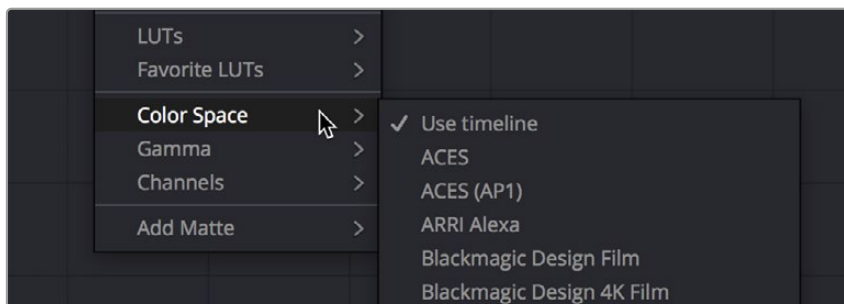 LUTs
Favorite LUTs
Color Space
Gamma
Channels
Add Matte
Use timeline
ACES
ACES (AP1)
ARRI Alexa
Blackmagic Design Film
Blackmagic Design 4K Film